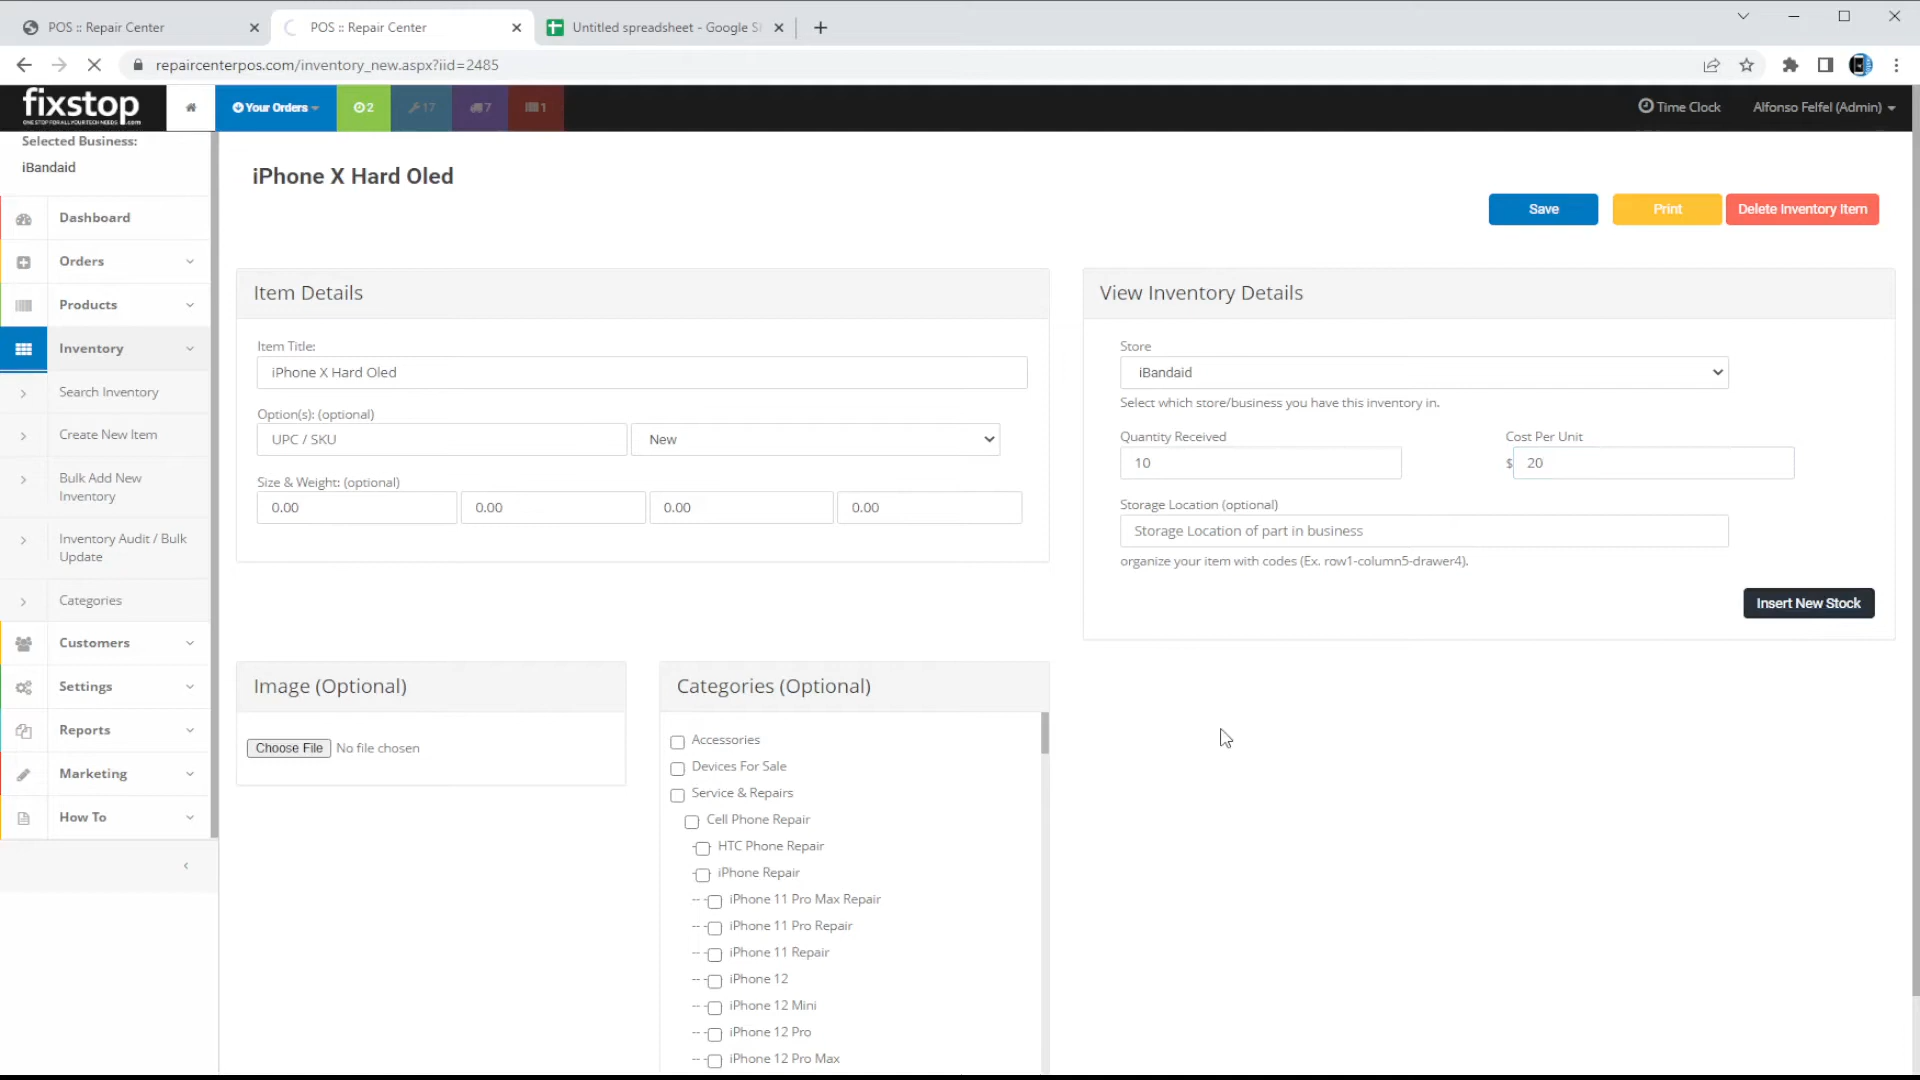 POS :: Repair Center
POS :: Repair Center
Untitled spreadsheet - Google S
repaircenterpos.com/inventory_new.aspx?iid=2485
fixstop
ONE STOP FOR ALL YOUR TECH NEEDS .com
Your Orders
2
17
7
1
Time Clock
Alfonso Felfel (Admin)
Selected Business:
iBandaid
Dashboard
Orders
Products
Inventory
Search Inventory
Create New Item
Bulk Add New
Inventory
Inventory Audit / Bulk
Update
Categories
Customers
Settings
Reports
Marketing
How To
iPhone X Hard Oled
Save
Print
Delete Inventory Item
Item Details
Item Title:
iPhone X Hard Oled
Option(s): (optional)
UPC / SKU
New
Size & Weight: (optional)
0.00
0.00
0.00
0.00
View Inventory Details
Store
iBandaid
Select which store/business you have this inventory in.
Quantity Received
Cost Per Unit
10
$ 20
Storage Location (optional)
Storage Location of part in business
organize your item with codes (Ex. row1-column5-drawer4).
Insert New Stock
Image (Optional)
Choose File No file chosen
Categories (Optional)
Accessories
Devices For Sale
Service & Repairs
Cell Phone Repair
- HTC Phone Repair
- iPhone Repair
-- - iPhone 11 Pro Max Repair
-- - iPhone 11 Pro Repair
-- - iPhone 11 Repair
-- - iPhone 12
-- - iPhone 12 Mini
-- - iPhone 12 Pro
-- - iPhone 12 Pro Max